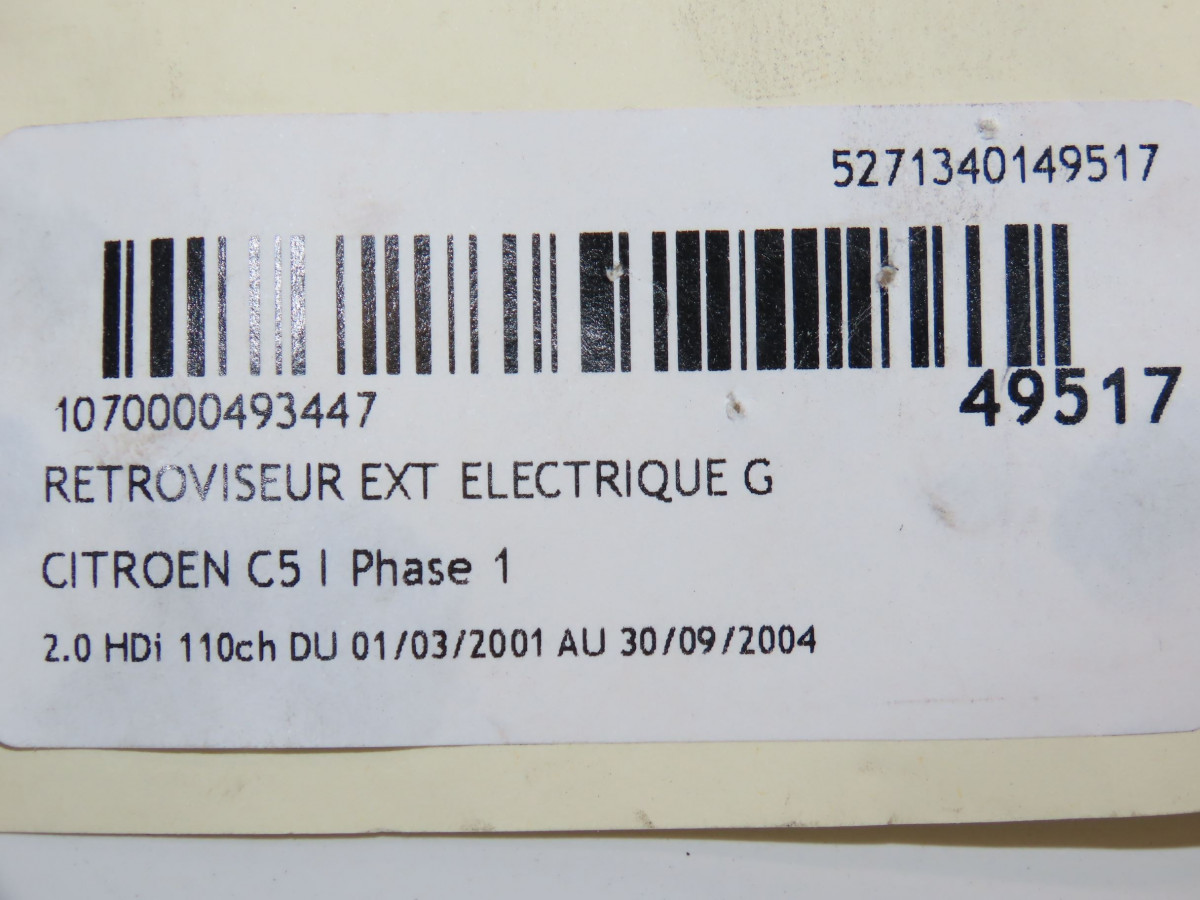 5271340149517
1070000493447
49517
RETROVISEUR EXT ELECTRIQUE G
CITROEN C5 I Phase 1
2.0 HDi 110ch DU 01/03/2001 AU 30/09/2004